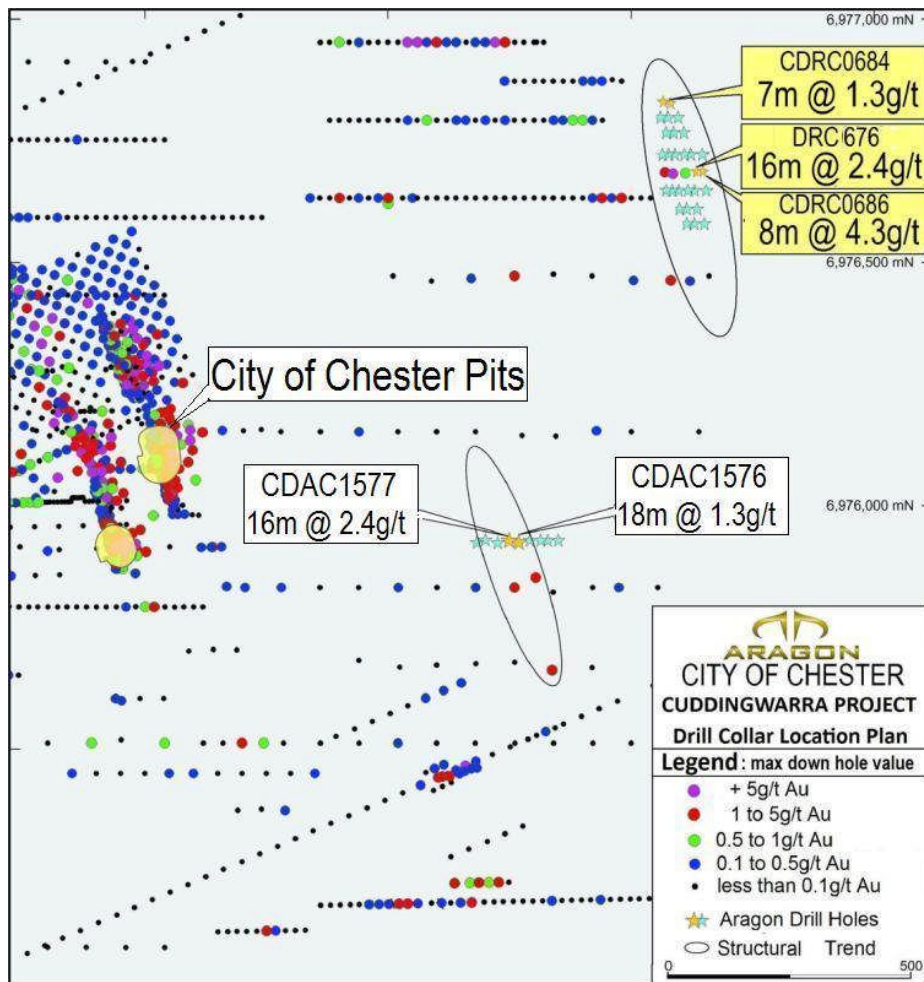 6,977,000 mN
CDRC0684
7m @ 1.3g/t
DRC1676
16m @ 2.4g/t
CDRC0686
8m @ 4.3g/t
6,976,500 mN
City of Chester Pits
CDAC1577
16m @ 2.4g/t
CDAC1576
18m @ 1.3g/t
6,976,000 mN
ARAGON
CITY OF CHESTER
CUDDINGWARRA PROJECT
Drill Collar Location Plan
Legend : max down hole value
+ 5g/t Au
1 to 5g/t Au
0.5 to 1g/t Au
0.1 to 0.5g/t Au
less than 0.1g/t Au
Aragon Drill Holes
Structural Trend
0 500